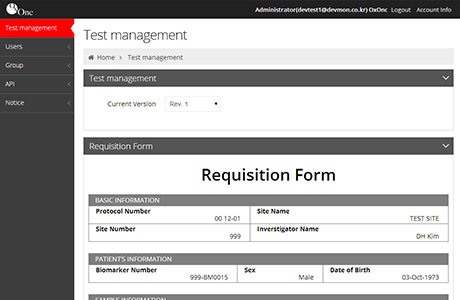 Onc
Administrator(devtest1@devmon.co.kr) OxOnc Logout Account Info
Test management
Users
Group
API
Notice
Test management
Home > Test management
Test management
Current Version Rev. 1
Requisition Form
Requisition Form
BASIC INFORMATION
Protocol Number 00 12-01 Site Name TEST SITE
Site Number 999 Inverstigator Name DH Kim
PATIENT'S INFORMATION
Biomarker Number 999-BM0015 Sex Male Date of Birth 03-Oct-1973
SAMPLE INFORMATION